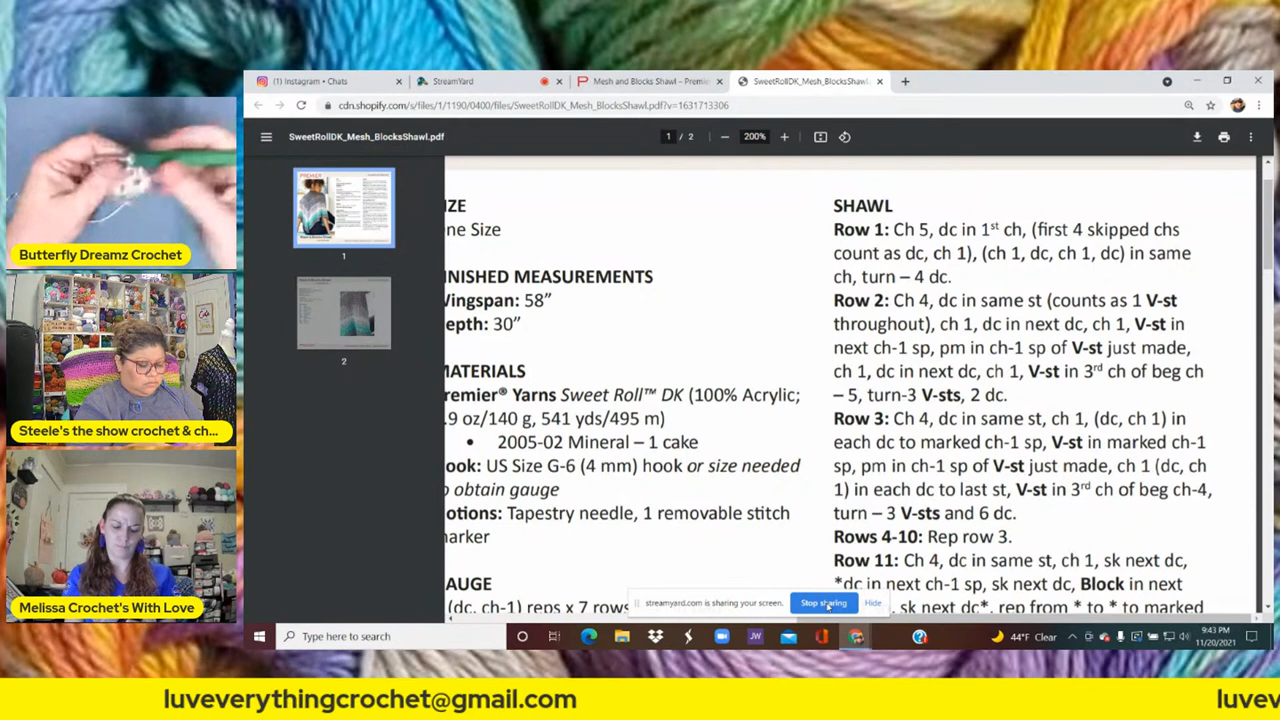 (1) Instagram • Chats
StreamYard
Mesh and Blocks Shawl – Premie
SweetRollDK_Mesh_BlocksShawl.
cdn.shopify.com/s/files/1/1190/0400/files/SweetRollDK_Mesh_BlocksShawl.pdf?v=1631713306
SweetRollDK_Mesh_BlocksShawl.pdf
1 / 2
200%
PREMIER
1
2
IZE
ne Size
NISHED MEASUREMENTS
Vingspan: 58”
epth: 30”
MATERIALS
remier® Yarns Sweet Roll™ DK (100% Acrylic;
.9 oz/140 g, 541 yds/495 m)
• 2005-02 Mineral – 1 cake
ook: US Size G-6 (4 mm) hook or size needed
o obtain gauge
otions: Tapestry needle, 1 removable stitch
arker
AUGE
(dc, ch-1) reps x 7 rows
SHAWL
Row 1: Ch 5, dc in 1st ch, (first 4 skipped chs
count as dc, ch 1), (ch 1, dc, ch 1, dc) in same
ch, turn – 4 dc.
Row 2: Ch 4, dc in same st (counts as 1 V-st
throughout), ch 1, dc in next dc, ch 1, V-st in
next ch-1 sp, pm in ch-1 sp of V-st just made,
ch 1, dc in next dc, ch 1, V-st in 3rd ch of beg ch
– 5, turn-3 V-sts, 2 dc.
Row 3: Ch 4, dc in same st, ch 1, (dc, ch 1) in
each dc to marked ch-1 sp, V-st in marked ch-1
sp, pm in ch-1 sp of V-st just made, ch 1 (dc, ch
1) in each dc to last st, V-st in 3rd ch of beg ch-4,
turn – 3 V-sts and 6 dc.
Rows 4-10: Rep row 3.
Row 11: Ch 4, dc in same st, ch 1, sk next dc,
*dc in next ch-1 sp, sk next dc, Block in next
, sk next dc*, rep from * to * to marked
streamyard.com is sharing your screen.
Stop sharing
Hide
Type here to search
JW
44°F Clear
9:43 PM
11/20/2021
Butterfly Dreamz Crochet
Steele's the show crochet & ch...
Melissa Crochet's With Love
luveverythingcrochet@gmail.com
luve